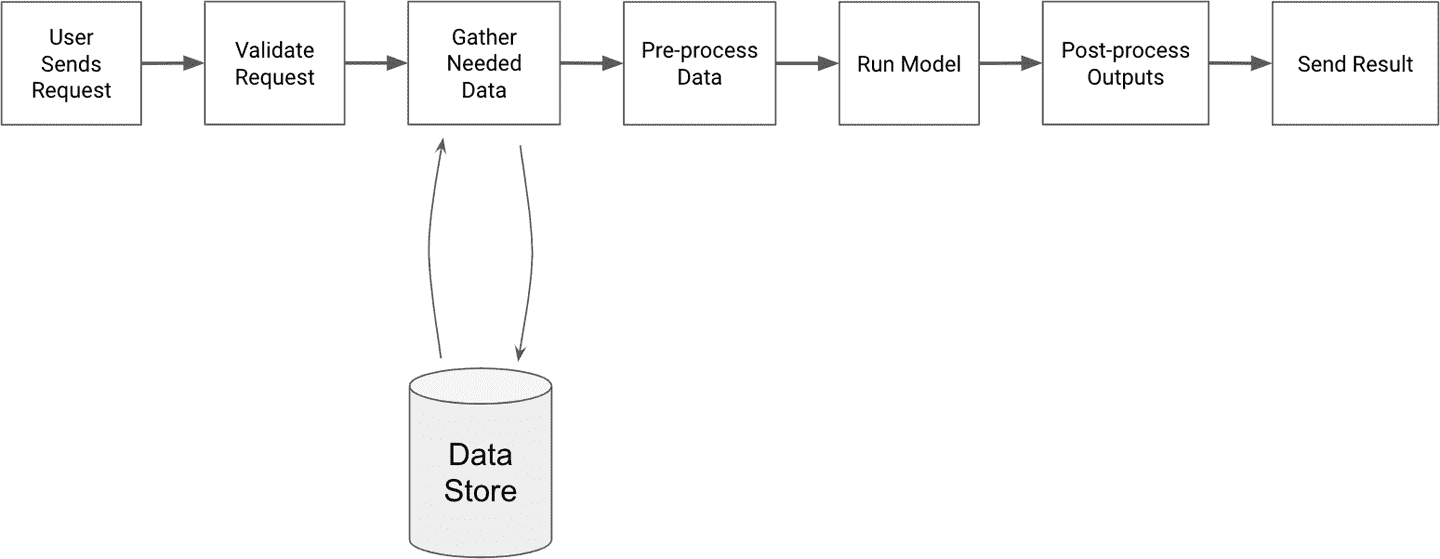 User
Sends
Request
Validate
Request
Gather
Needed
Data
Pre-process
Data
Run Model
Post-process
Outputs
Send Result
Data
Store